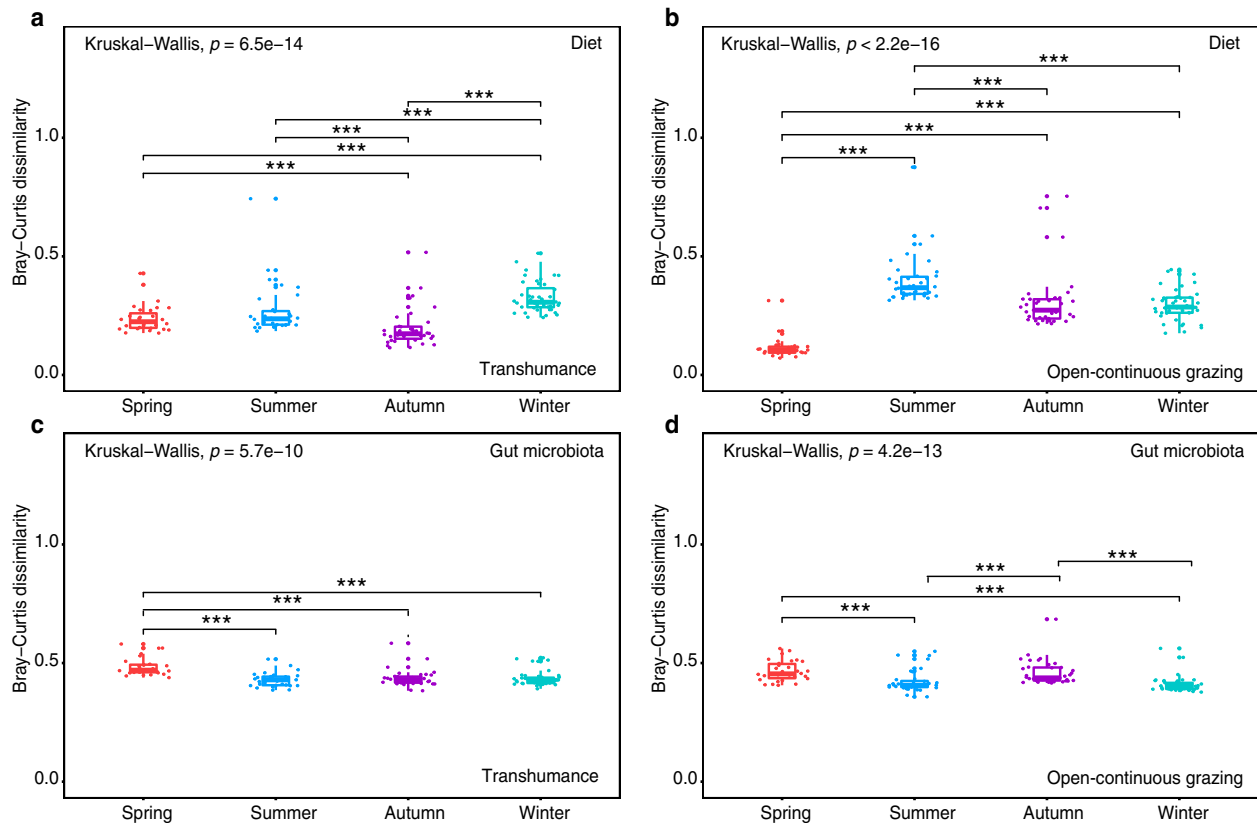 a
Kruskal−Wallis, p = 6.5e−14
Diet
***
***
***
***
***
Bray−Curtis dissimilarity
1.0
0.5
0.0
Transhumance
Spring Summer Autumn Winter
b
Kruskal−Wallis, p < 2.2e−16
Diet
***
***
***
***
***
Bray−Curtis dissimilarity
1.0
0.5
0.0
Open−continuous grazing
Spring Summer Autumn Winter
c
Kruskal−Wallis, p = 5.7e−10
Gut microbiota
***
***
***
Bray−Curtis dissimilarity
1.0
0.5
0.0
Transhumance
Spring Summer Autumn Winter
d
Kruskal−Wallis, p = 4.2e−13
Gut microbiota
***
***
***
***
Bray−Curtis dissimilarity
1.0
0.5
0.0
Open−continuous grazing
Spring Summer Autumn Winter